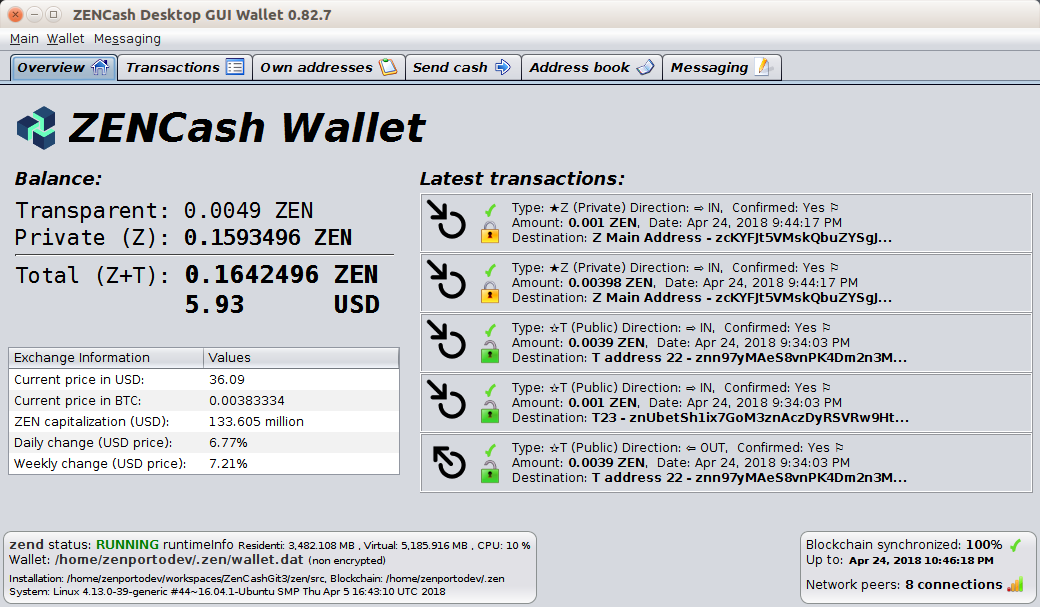 ZENCash Desktop GUI Wallet 0.82.7
Main Wallet Messaging
Overview Transactions Own addresses Send cash Address book Messaging
ZENCash Wallet
Balance:
Transparent: 0.0049 ZEN
Private (Z): 0.1593496 ZEN
Total (Z+T): 0.1642496 ZEN
5.93 USD
Exchange Information Values
Current price in USD: 36.09
Current price in BTC: 0.00383334
ZEN capitalization (USD): 133.605 million
Daily change (USD price): 6.77%
Weekly change (USD price): 7.21%
Latest transactions:
Type: ★Z (Private) Direction: ⇨ IN, Confirmed: Yes ⚐
Amount: 0.001 ZEN, Date: Apr 24, 2018 9:44:17 PM
Destination: Z Main Address - zcKYFJt5VMskQbuZYSgJ...
Type: ★Z (Private) Direction: ⇨ IN, Confirmed: Yes ⚐
Amount: 0.00398 ZEN, Date: Apr 24, 2018 9:44:17 PM
Destination: Z Main Address - zcKYFJt5VMskQbuZYSgJ...
Type: ☆T (Public) Direction: ⇨ IN, Confirmed: Yes ⚐
Amount: 0.0039 ZEN, Date: Apr 24, 2018 9:34:03 PM
Destination: T address 22 - znn97yMAeS8vnPK4Dm2n3M...
Type: ☆T (Public) Direction: ⇨ IN, Confirmed: Yes ⚐
Amount: 0.001 ZEN, Date: Apr 24, 2018 9:34:03 PM
Destination: T23 - znUbetSh1ix7GoM3znAczDyRSVRw9Ht...
Type: ☆T (Public) Direction: ⇦ OUT, Confirmed: Yes ⚐
Amount: 0.0039 ZEN, Date: Apr 24, 2018 9:34:03 PM
Destination: T address 22 - znn97yMAeS8vnPK4Dm2n3M...
zend status: RUNNING runtimeInfo Residenti: 3,482.108 MB , Virtual: 5,185.916 MB , CPU: 10 %
Wallet: /home/zenportodev/.zen/wallet.dat (non encrypted)
Installation: /home/zenportodev/workspaces/ZenCashGit3/zen/src, Blockchain: /home/zenportodev/.zen
System: Linux 4.13.0-39-generic #44~16.04.1-Ubuntu SMP Thu Apr 5 16:43:10 UTC 2018
Blockchain synchronized: 100% ✔
Up to: Apr 24, 2018 10:46:18 PM
Network peers: 8 connections